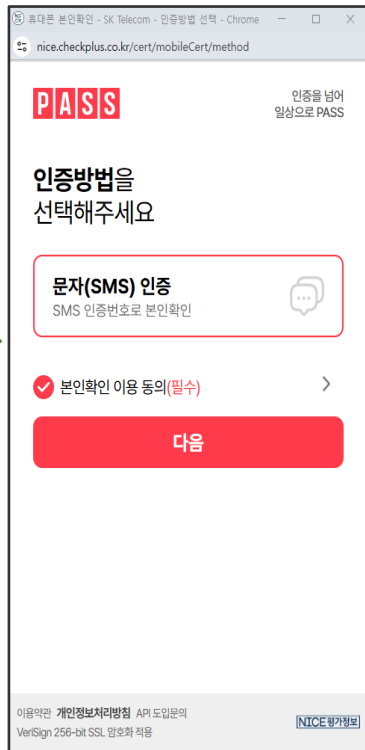 휴대폰 본인확인 - SK Telecom - 인증방법 선택 - Chrome
nice.checkplus.co.kr/cert/mobileCert/method
PASS
인증을 넘어
일상으로 PASS
인증방법을
선택해주세요
문자(SMS) 인증
SMS 인증번호로 본인확인
본인확인 이용 동의(필수)
다음
이용약관 개인정보처리방침 API 도입문의
VeriSign 256-bit SSL 암호화 적용
NICE평가정보